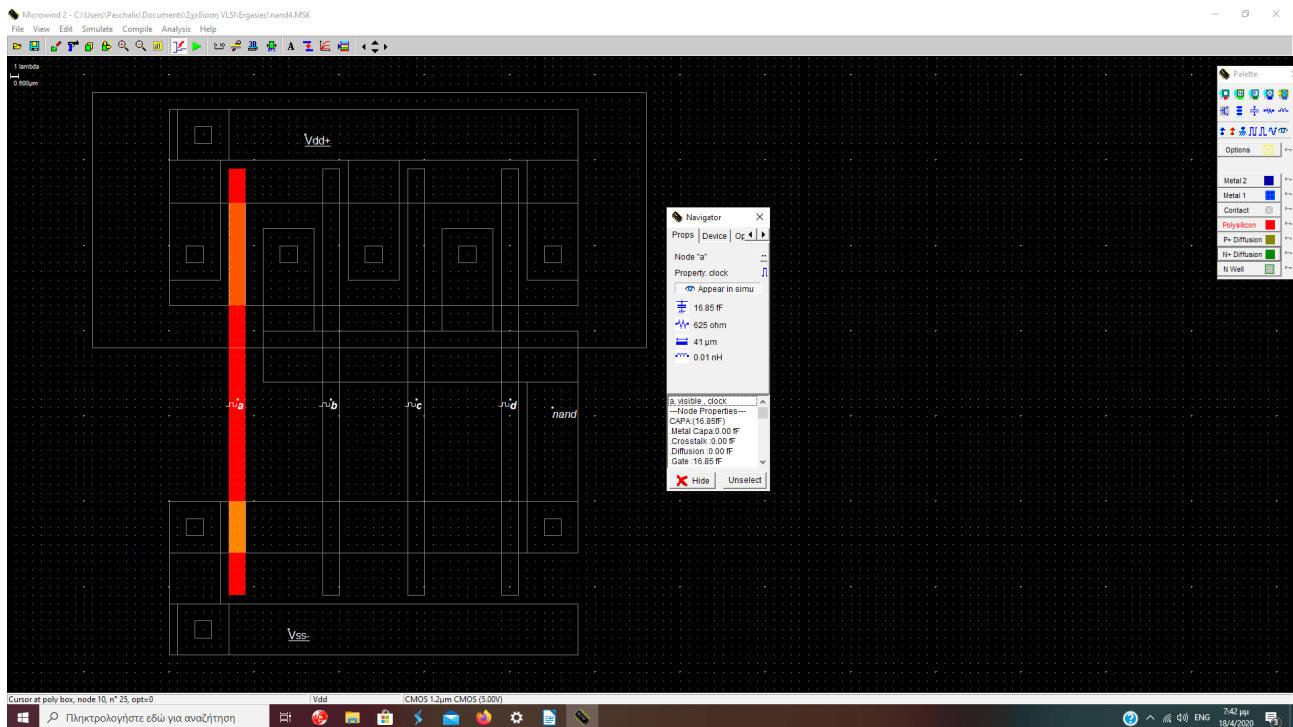 Microwind 2 - C:\Users\Paschalis\Documents\Σχεδίαση VLSI\Ergasies\nand4.MSK
File View Edit Simulate Compile Analysis Help
1 lambda
0.600µm
Vdd+
a
b
c
d
nand
Vss-
Navigator
Props Device Op
Node "a"
Property: clock
Appear in simu
16.85 fF
625 ohm
41 µm
0.01 nH
a, visible , clock
---Node Properties---
CAPA:(16.85fF)
.Metal Capa:0.00 fF
.Crosstalk :0.00 fF
.Diffusion :0.00 fF
.Gate :16.85 fF
Hide Unselect
Palette
Options
Metal 2
Metal 1
Contact
Polysilicon
P+ Diffusion
N+ Diffusion
N Well
Cursor at poly box, node 10, n° 25, opt=0 Vdd CMOS 1.2µm CMOS (5.00V)
Πληκτρολογήστε εδώ για αναζήτηση
ENG
7:42 μμ
18/4/2020